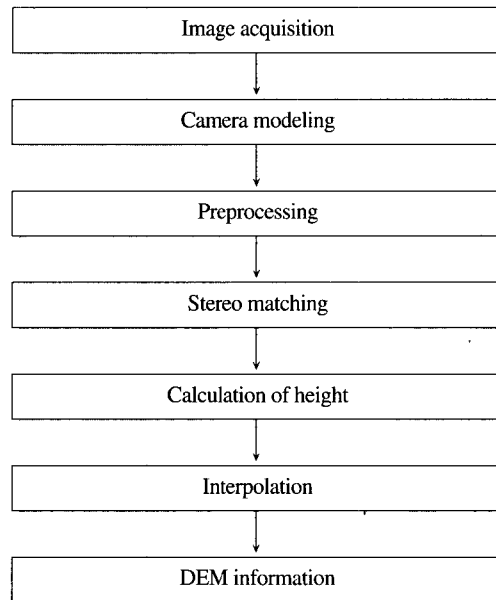 Image acquisition
Camera modeling
Preprocessing
Stereo matching
Calculation of height
Interpolation
DEM information